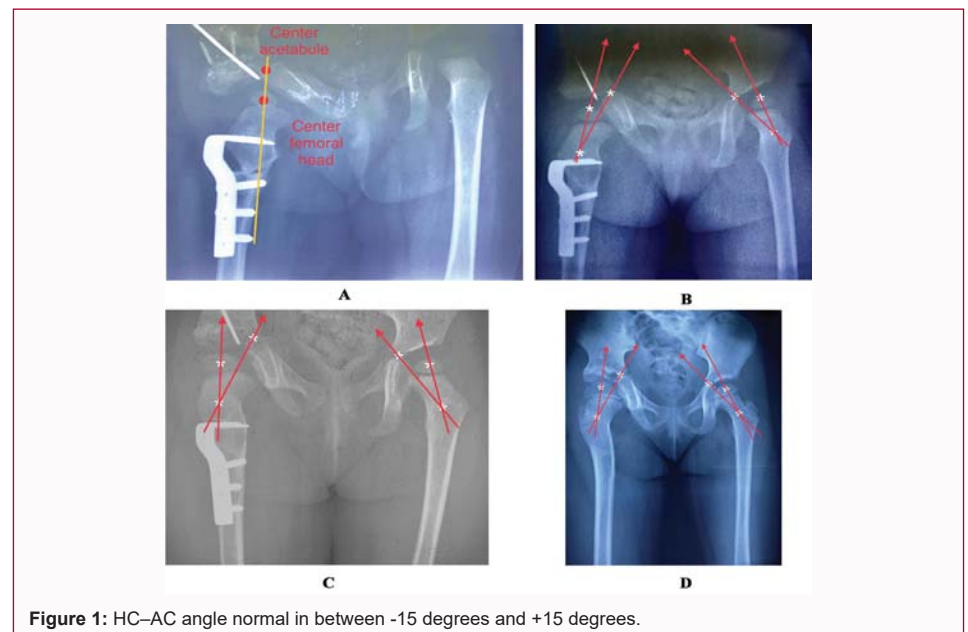 Center
acetabule
Center
femoral
head
A
B
C
D
Figure 1: HC–AC angle normal in between -15 degrees and +15 degrees.